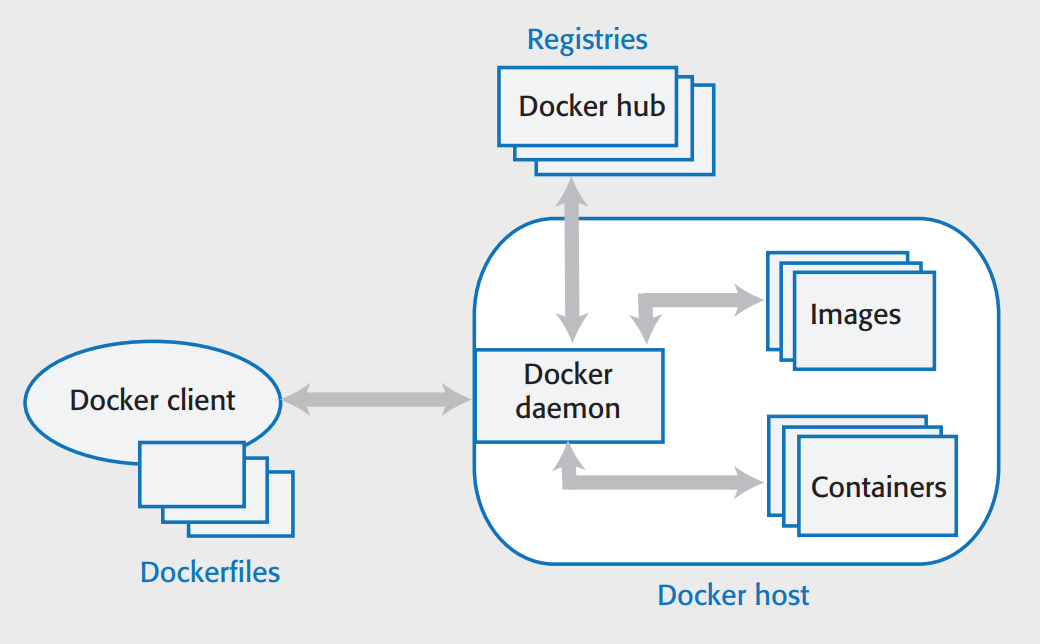 Registries
Docker hub
Images
Docker
daemon
Docker client
Containers
Dockerfiles
Docker host